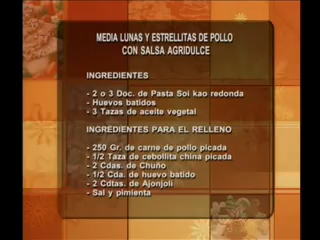 MEDIA LUNAS Y ESTRELLITAS DE POLLO
CON SALSA AGRIDULCE
INGREDIENTES
- 2 o 3 Doc. de Pasta Soi kao redonda
- Huevos batidos
- 3 Tazas de aceite vegetal
INGREDIENTES PARA EL RELLENO
- 250 Gr. de carne de pollo picada
- 1/2 Taza de cebollita china picada
- 2 Cdas. de Chuño
- 1/2 Cda. de huevo batido
- 2 Cdtas. de Ajonjolí
- Sal y pimienta